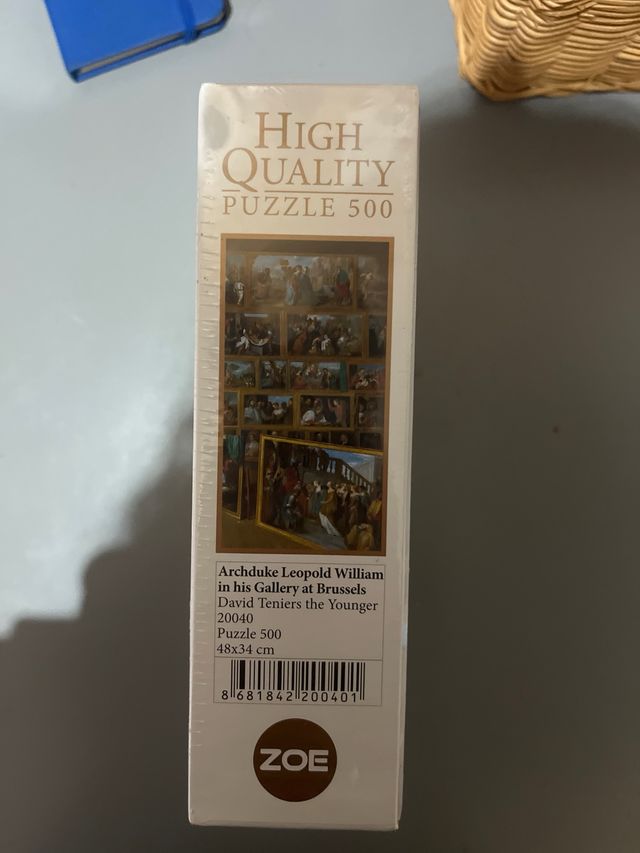 HIGH
QUALITY
PUZZLE 500
Archduke Leopold William
in his Gallery at Brussels
David Teniers the Younger
20040
Puzzle 500
48x34 cm
8 681842 200401
ZOE